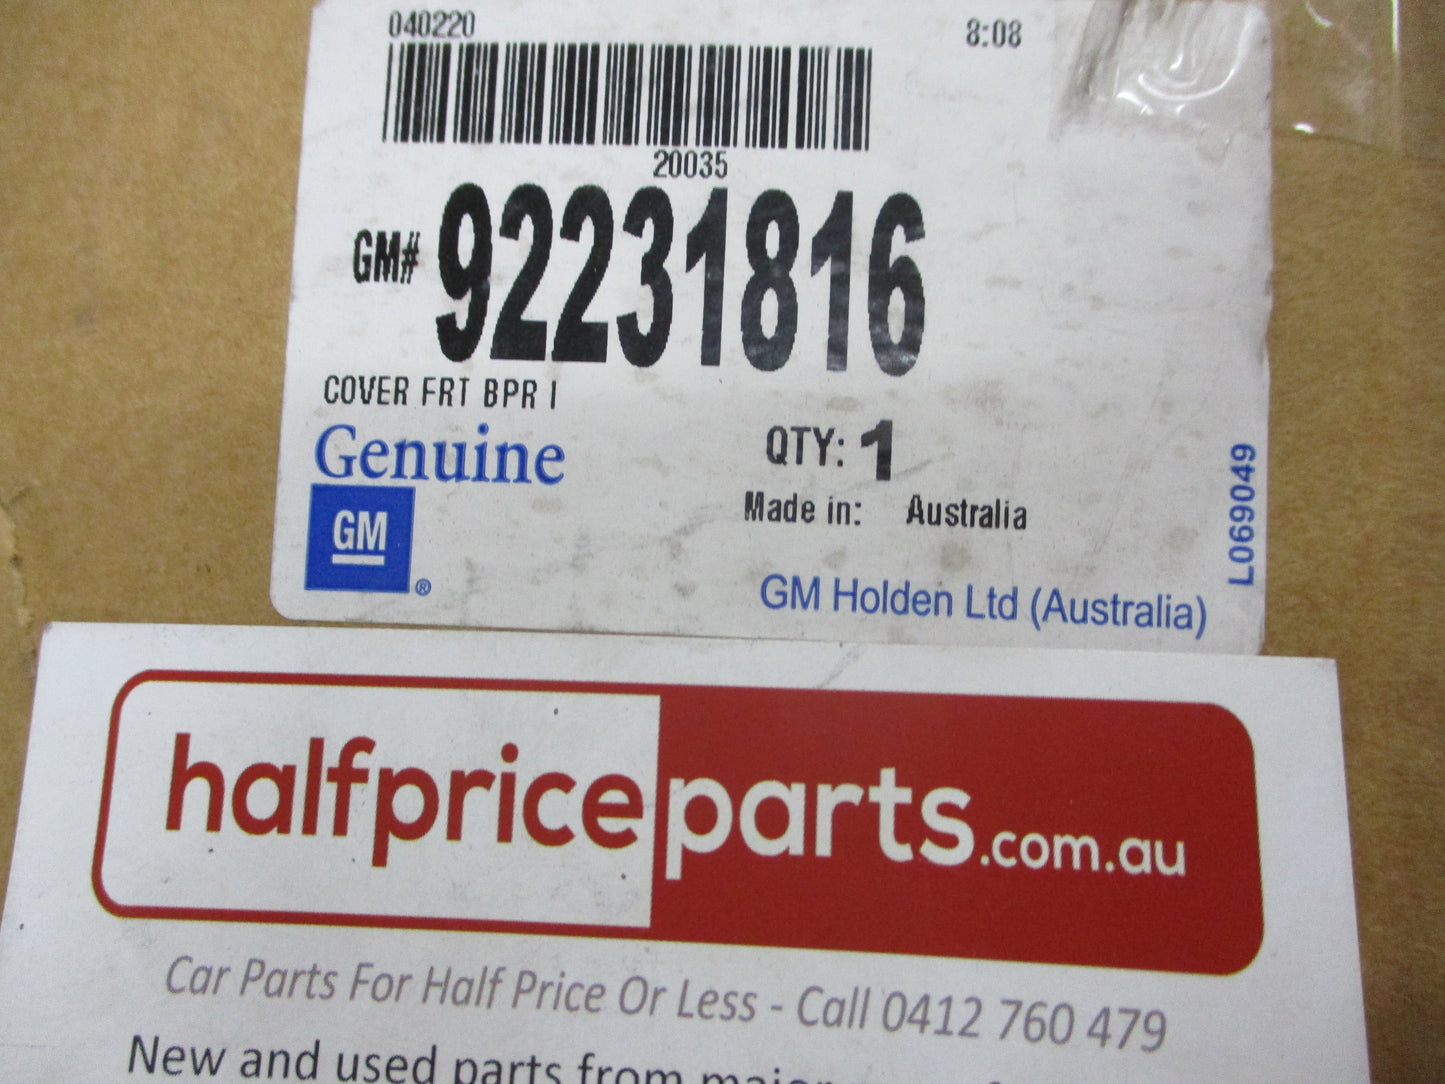 040220 8:08
20035
GM# 92231816
COVER FRT BPR I
Genuine
QTY: 1
GM ®
Made in: Australia
L069049
GM Holden Ltd (Australia)
halfpriceparts.com.au
Car Parts For Half Price Or Less - Call 0412 760 479
New and used parts from major